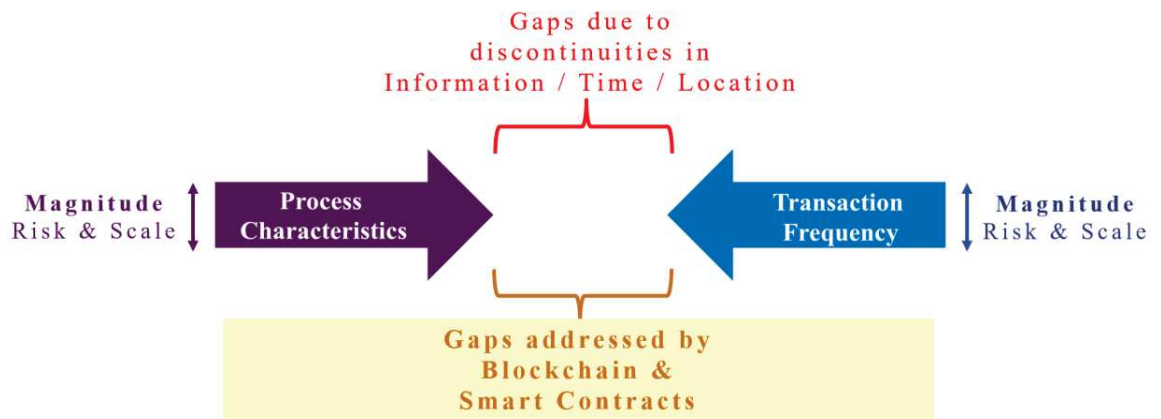 Gaps due to
discontinuities in
Information / Time / Location
Magnitude
Risk & Scale
Process
Characteristics
Transaction
Frequency
Magnitude
Risk & Scale
Gaps addressed by
Blockchain &
Smart Contracts